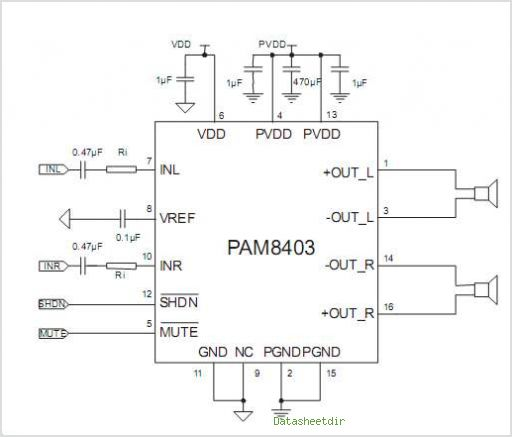 VDD
PVDD
1µF
1µF
470µF
1µF
6
4
13
VDD
PVDD
PVDD
0.47µF
Ri
INL
7
INL
+OUT_L
1
8
VREF
-OUT_L
3
0.1µF
PAM8403
0.47µF
INR
Ri
10
INR
-OUT_R
14
SHDN
12
SHDN
+OUT_R
16
MUTE
5
MUTE
GND
NC
PGND
PGND
11
9
2
15
Datasheetdir